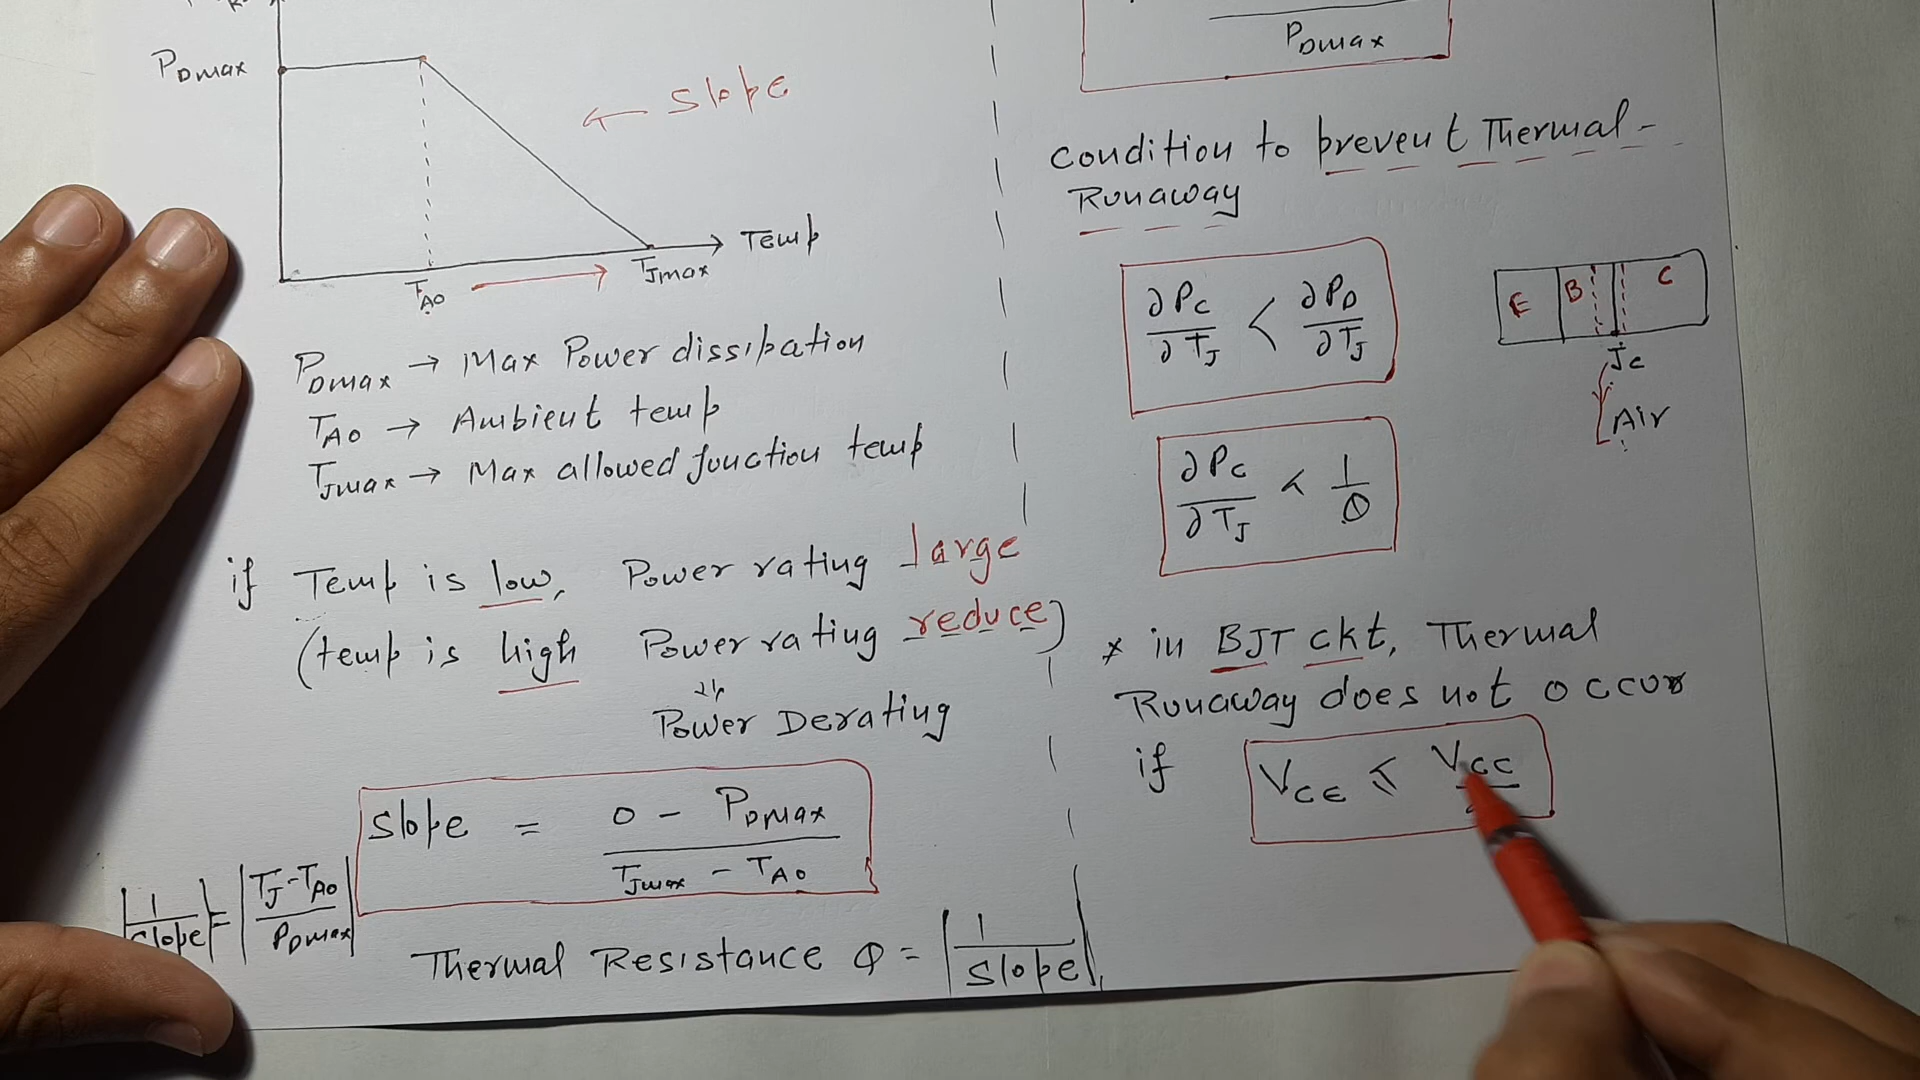 PDmax
← Slope
Temp
TAO → TJmax
PDmax → Max Power dissipation
TAO → Ambient temp
TJmax → Max allowed junction temp
if Temp is low, Power rating large
(temp is high Power rating reduce)
Power Derating
Slope = 0 - PDmax / TJmax - TAO
|1/slope| = |TJ-TAO / PDmax|
Thermal Resistance θ = |1/slope|
PDmax
condition to prevent Thermal-
Runaway
∂PC/∂TJ < ∂PD/∂TJ
E B C
JC
Air
∂PC/∂TJ < 1/θ
* in BJT ckt, Thermal
Runaway does not occur
if VCE ≤ VCC